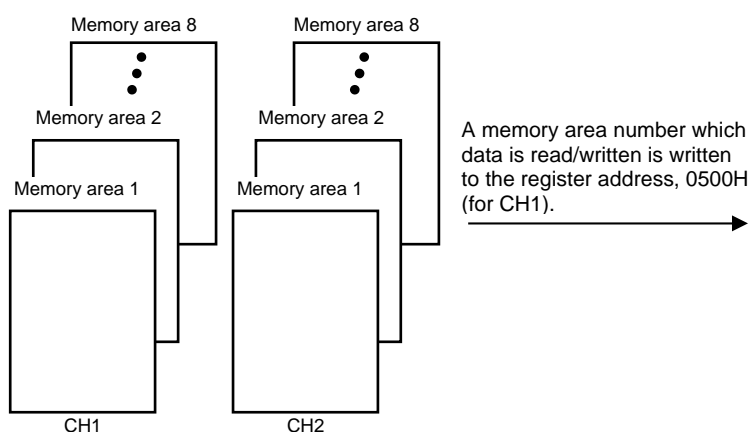 Memory area 8
Memory area 8
Memory area 2
Memory area 2
Memory area 1
Memory area 1
CH1
CH2
A memory area number which
data is read/written is written
to the register address, 0500H
(for CH1).